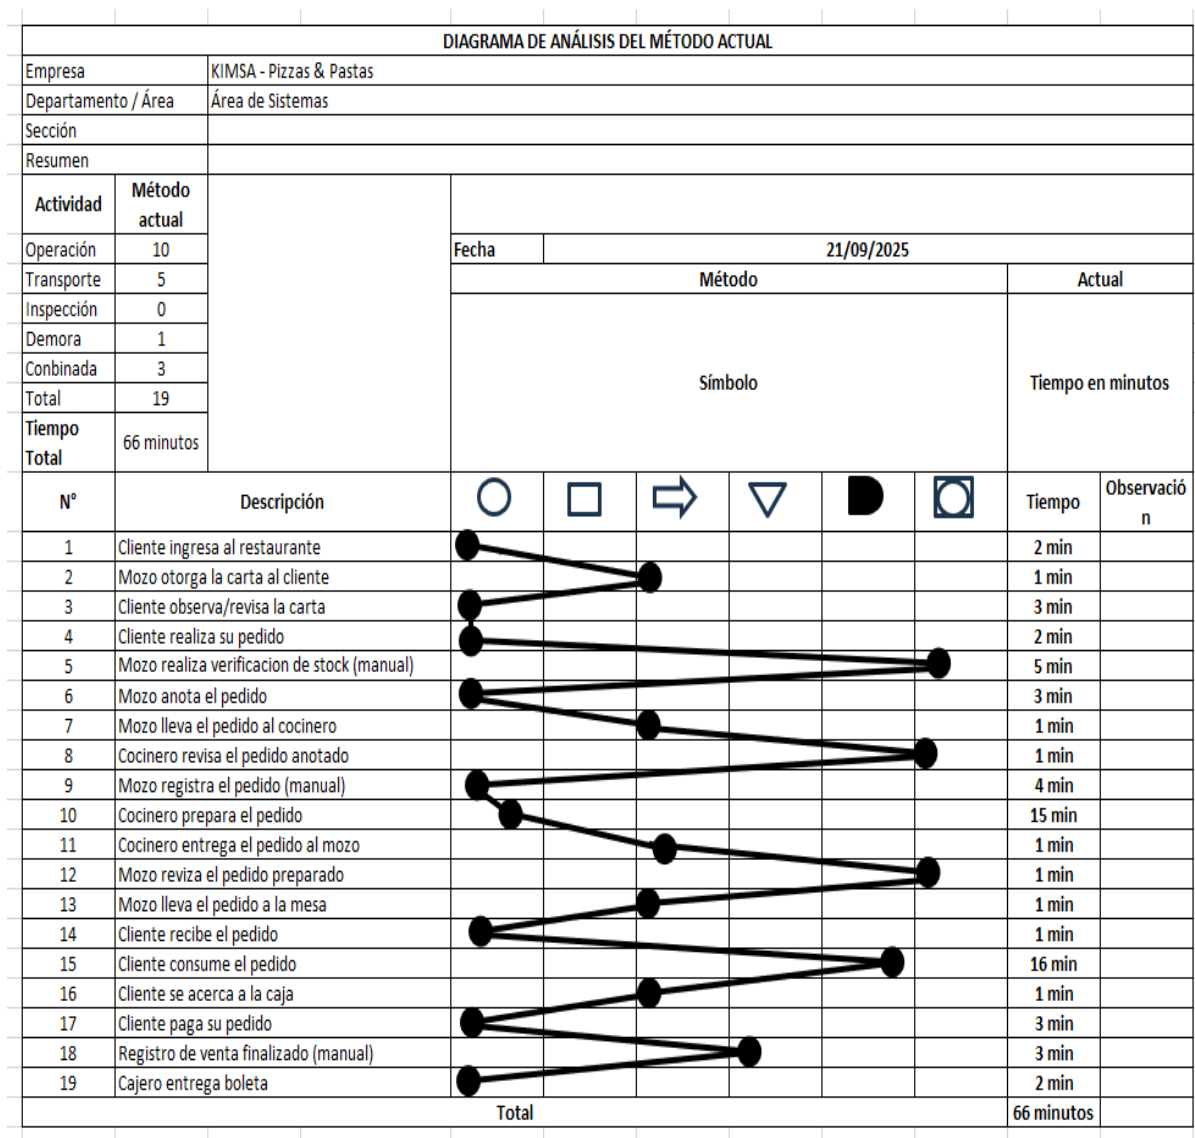 DIAGRAMA DE ANÁLISIS DEL MÉTODO ACTUAL
Empresa KIMSA - Pizzas & Pastas
Departamento / Área Área de Sistemas
Sección
Resumen
Actividad Método actual
Operación 10 Fecha 21/09/2025
Transporte 5 Método Actual
Inspección 0
Demora 1
Conbinada 3 Símbolo Tiempo en minutos
Total 19
Tiempo Total 66 minutos
N° Descripción Tiempo Observación
1 Cliente ingresa al restaurante 2 min
2 Mozo otorga la carta al cliente 1 min
3 Cliente observa/revisa la carta 3 min
4 Cliente realiza su pedido 2 min
5 Mozo realiza verificacion de stock (manual) 5 min
6 Mozo anota el pedido 3 min
7 Mozo lleva el pedido al cocinero 1 min
8 Cocinero revisa el pedido anotado 1 min
9 Mozo registra el pedido (manual) 4 min
10 Cocinero prepara el pedido 15 min
11 Cocinero entrega el pedido al mozo 1 min
12 Mozo reviza el pedido preparado 1 min
13 Mozo lleva el pedido a la mesa 1 min
14 Cliente recibe el pedido 1 min
15 Cliente consume el pedido 16 min
16 Cliente se acerca a la caja 1 min
17 Cliente paga su pedido 3 min
18 Registro de venta finalizado (manual) 3 min
19 Cajero entrega boleta 2 min
Total 66 minutos